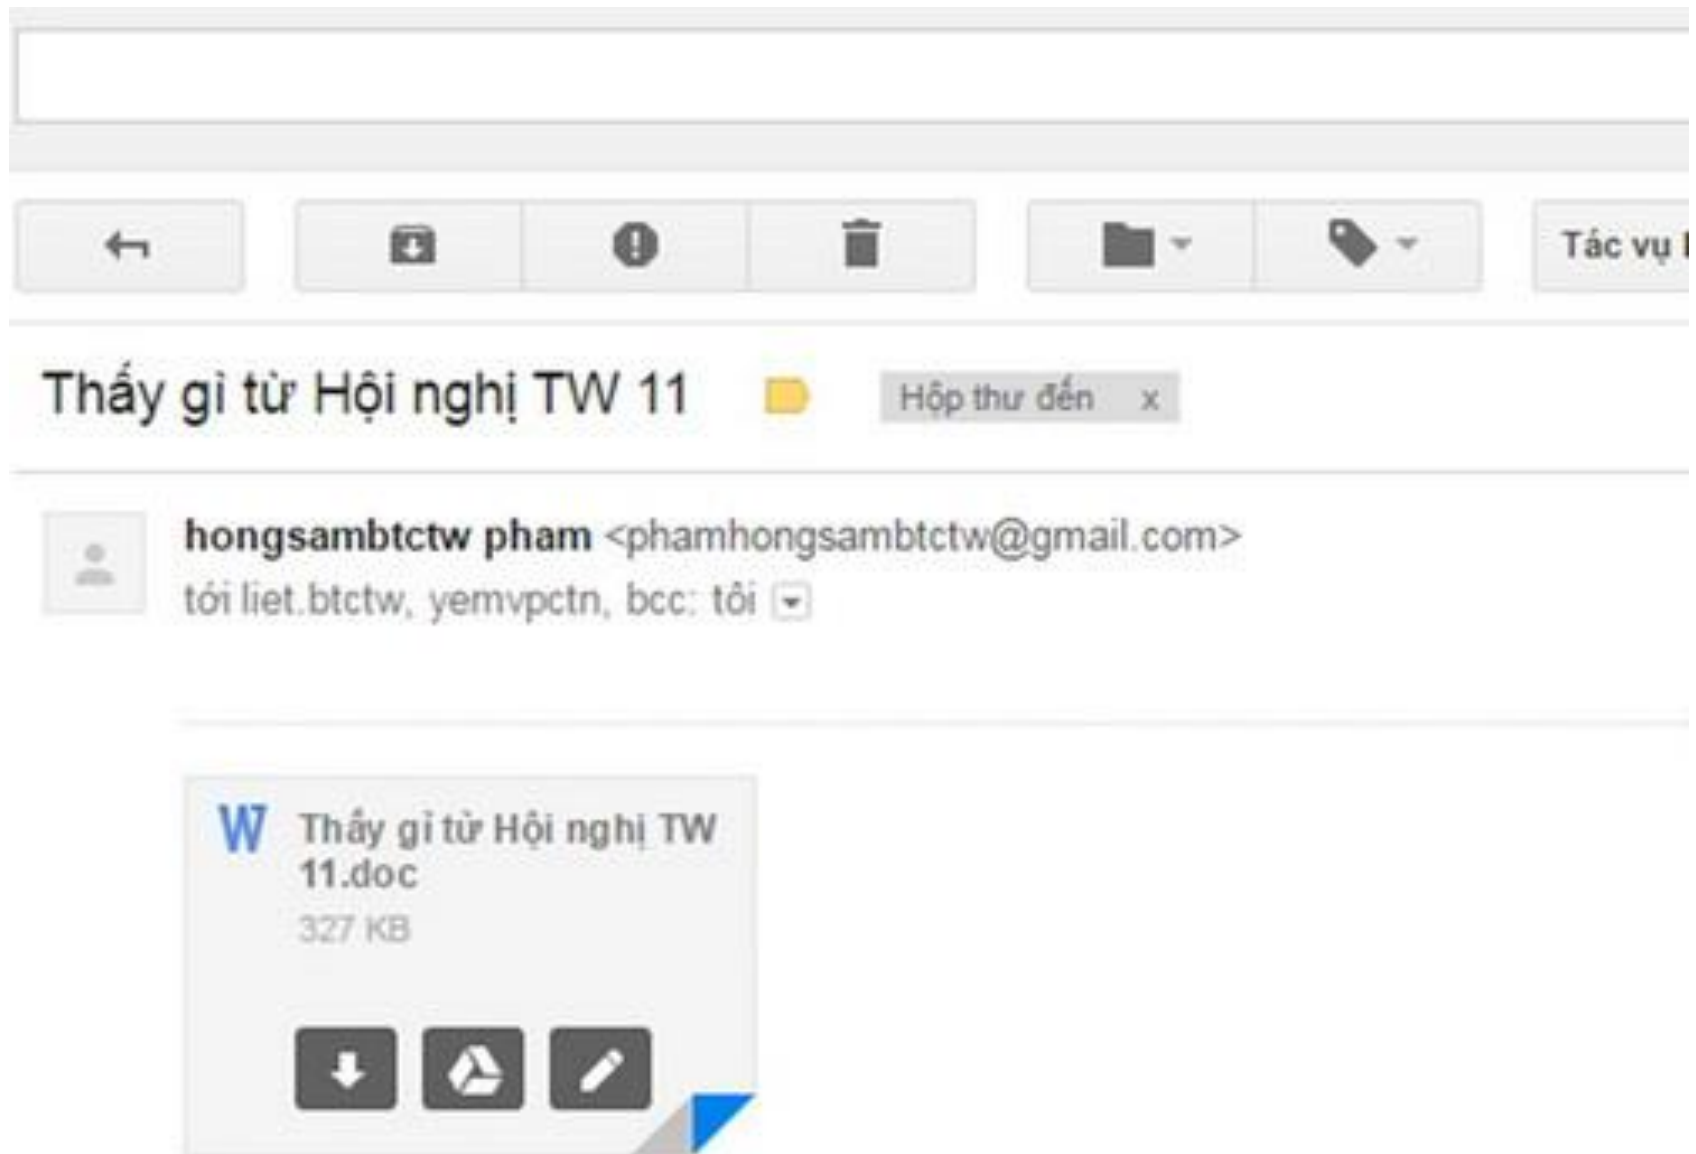 Tác vụ
Thấy gì từ Hội nghị TW 11
Hộp thư đến x
hongsambtctw pham <phamhongsambtctw@gmail.com>
tới liet.btctw, yemvpctn, bcc: tôi
W Thấy gì từ Hội nghị TW
11.doc
327 KB